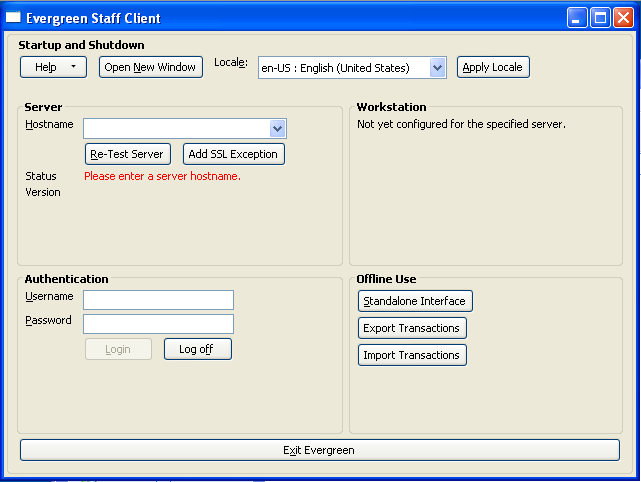 Evergreen Staff Client
Startup and Shutdown
Help Open New Window Locale: en-US : English (United States) Apply Locale
Server
Hostname
Re-Test Server Add SSL Exception
Status Please enter a server hostname.
Version
Workstation
Not yet configured for the specified server.
Authentication
Username
Password
Login Log off
Offline Use
Standalone Interface
Export Transactions
Import Transactions
Exit Evergreen